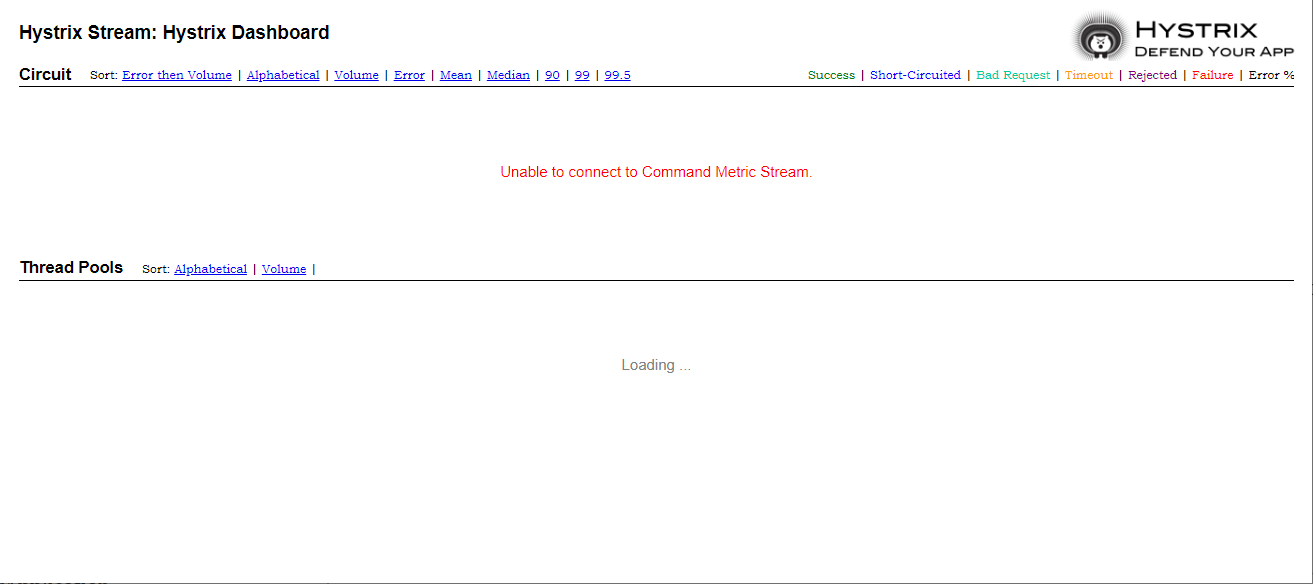 Hystrix Stream: Hystrix Dashboard
HYSTRIX
DEFEND YOUR APP
Circuit Sort: Error then Volume | Alphabetical | Volume | Error | Mean | Median | 90 | 99 | 99.5 Success | Short-Circuited | Bad Request | Timeout | Rejected | Failure | Error %
Unable to connect to Command Metric Stream.
Thread Pools Sort: Alphabetical | Volume |
Loading ...